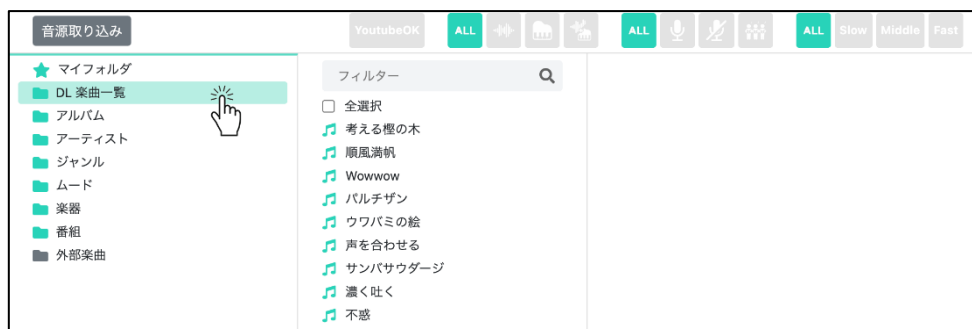 音源取り込み
YoutubeOK ALL ALL ALL Slow Middle Fast
マイフォルダ
DL 楽曲一覧
アルバム
アーティスト
ジャンル
ムード
楽器
番組
外部楽曲
フィルター
全選択
考える樫の木
順風満帆
Wowwow
パルチザン
ウワバミの絵
声を合わせる
サンバサウダージ
濃く吐く
不惑